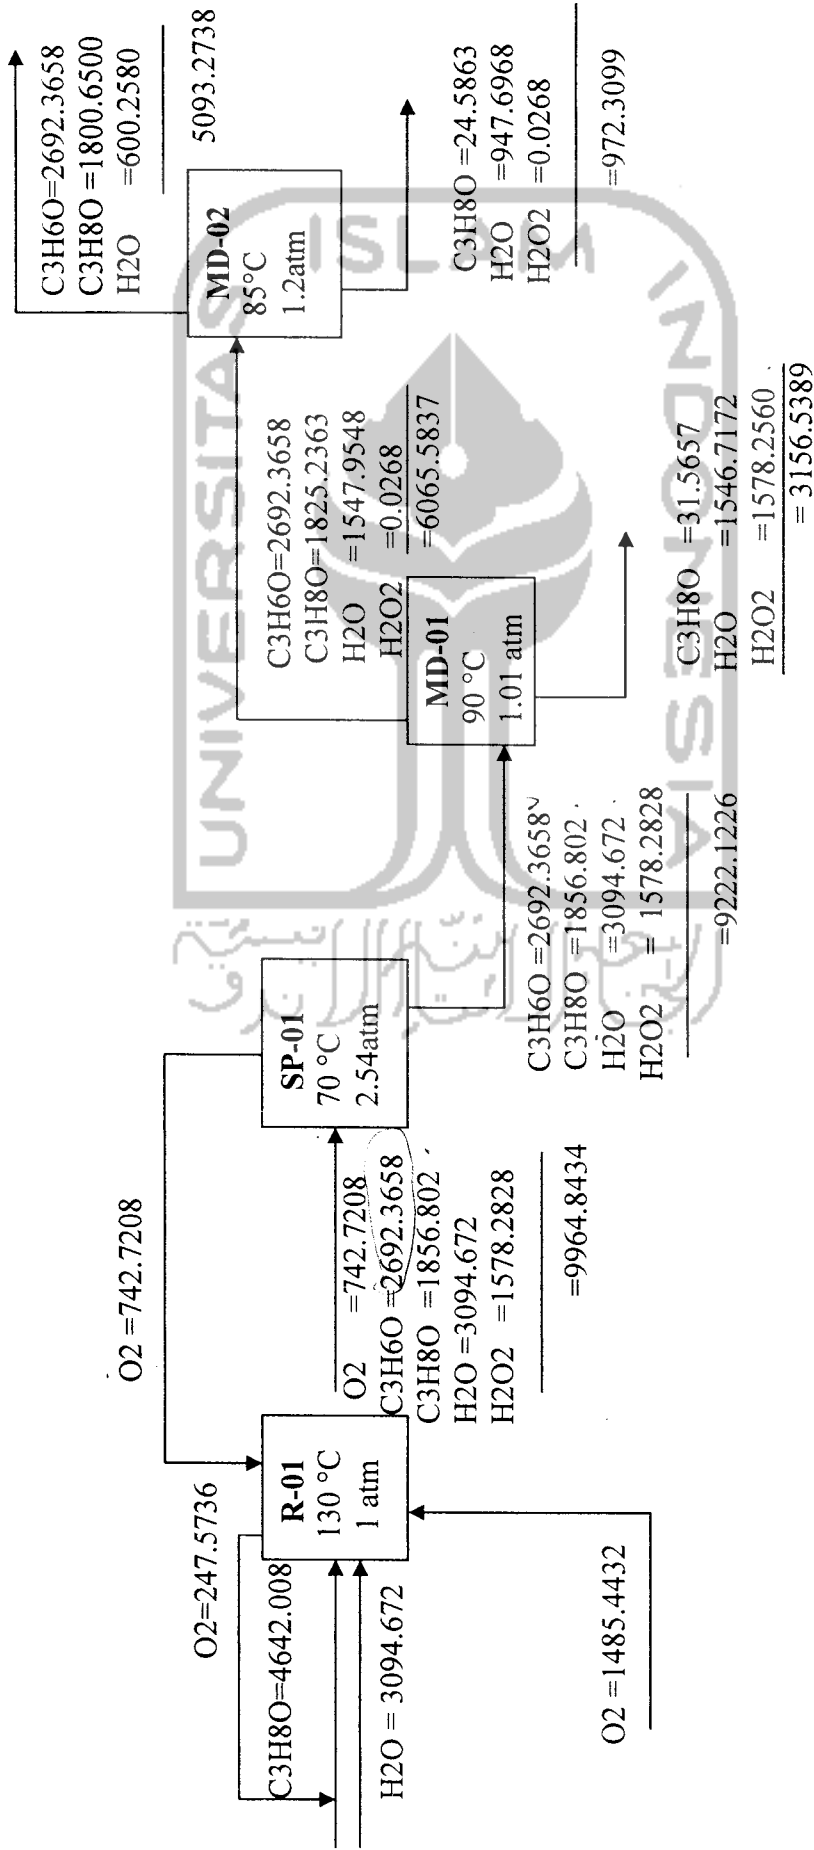 O2=247.5736
C3H8O=4642.008
H2O = 3094.672
O2 =1485.4432
R-01
130 °C
1 atm
O2 =742.7208
O2 =742.7208
C3H6O =2692.3658
C3H8O =1856.802
H2O =3094.672
H2O2 =1578.2828
=9964.8434
SP-01
70 °C
2.54atm
C3H6O =2692.3658
C3H8O =1856.802
H2O =3094.672
H2O2 = 1578.2828
=9222.1226
MD-01
90 °C
1.01 atm
C3H6O=2692.3658
C3H8O=1825.2363
H2O =1547.9548
H2O2 =0.0268
=6065.5837
C3H8O =31.5657
H2O =1546.7172
H2O2 =1578.2560
= 3156.5389
MD-02
85°C
1.2atm
C3H6O=2692.3658
C3H8O =1800.6500
H2O =600.2580
5093.2738
C3H8O =24.5863
H2O =947.6968
H2O2 =0.0268
=972.3099
UNIVERSITAS
ISLAM
INDONESIA